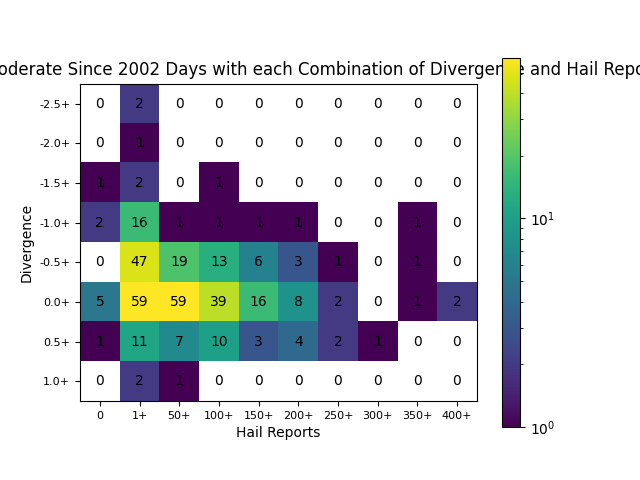 oderate Since 2002 Days with each Combination of Divergence and Hail Repo
-2.5+ 0 2 0 0 0 0 0 0 0 0
-2.0+ 0 1 0 0 0 0 0 0 0 0
-1.5+ 1 2 0 1 0 0 0 0 0 0
-1.0+ 2 16 1 1 1 1 0 0 1 0
-0.5+ 0 47 19 13 6 3 1 0 1 0
0.0+ 5 59 59 39 16 8 2 0 1 2
0.5+ 1 11 7 10 3 4 2 1 0 0
1.0+ 0 2 1 0 0 0 0 0 0 0
0 1+ 50+ 100+ 150+ 200+ 250+ 300+ 350+ 400+
Hail Reports
Divergence
10¹
10⁰